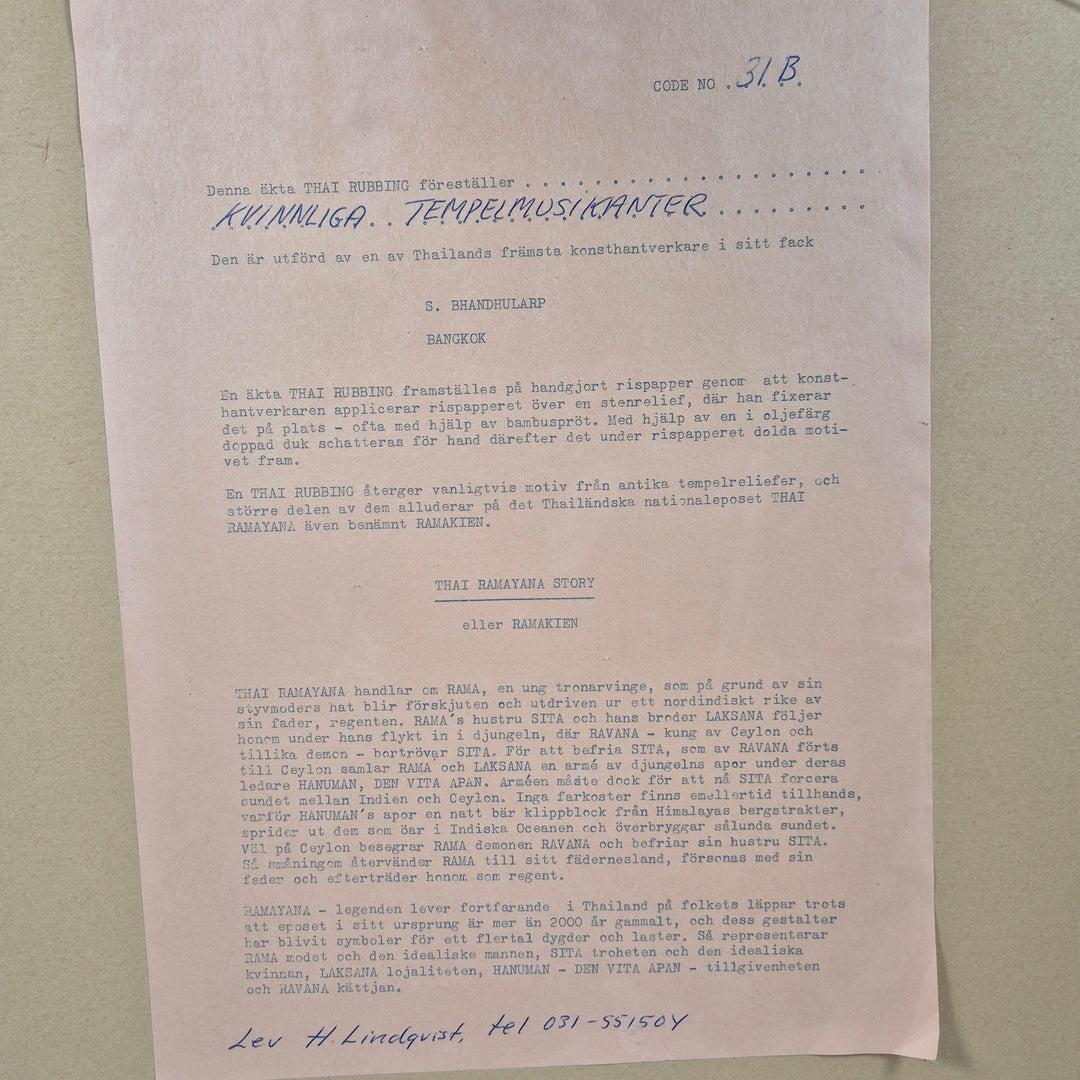 CODE NO . 31.B.
Denna äkta THAI RUBBING föreställer . . . . . . . . . . . . . . . . . . . .
KVINNLIGA.. TEMPELMUSIKANTER. . . . . . . . .
Den är utförd av en av Thailands främsta konsthantverkare i sitt fack
S. BHANDHULARP
BANGKOK
En äkta THAI RUBBING framställes på handgjort rispapper genom att konst-
hantverkaren applicerar rispapperet över en stenrelief, där han fixerar
det på plats - ofta med hjälp av bambuspröt. Med hjälp av en i oljefärg
doppad duk schatteras för hand därefter det under rispapperet dolda moti-
vet fram.
En THAI RUBBING återger vanligtvis motiv från antika tempelreliefer, och
större delen av dem alluderar på det Thailändska nationaleposet THAI
RAMAYANA även benämnt RAMAKIEN.
THAI RAMAYANA STORY
eller RAMAKIEN
THAI RAMAYANA handlar om RAMA, en ung tronarvinge, som på grund av sin
styvmoders hat blir förskjuten och utdriven ur ett nordindiskt rike av
sin fader, regenten. RAMA's hustru SITA och hans broder LAKSANA följer
honom under hans flykt in i djungeln, där RAVANA - kung av Ceylon och
tillika demon - bortrövar SITA. För att befria SITA, som av RAVANA förts
till Ceylon samlar RAMA och LAKSANA en armé av djungelns apor under deras
ledare HANUMAN, DEN VITA APAN. Arméen måste dock för att nå SITA forcera
sundet mellan Indien och Ceylon. Inga farkoster finns emellertid tillhands,
varför HANUMAN's apor en natt bär klippblock från Himalayas bergstrakter,
sprider ut dem som öar i Indiska Oceanen och överbryggar sålunda sundet.
Väl på Ceylon besegrar RAMA demonen RAVANA och befriar sin hustru SITA.
Så småningom återvänder RAMA till sitt fädernesland, försonas med sin
fader och efterträder honom som regent.
RAMAYANA - legenden lever fortfarande i Thailand på folkets läppar trots
att eposet i sitt ursprung är mer än 2000 år gammalt, och dess gestalter
har blivit symboler för ett flertal dygder och laster. Så representerar
RAMA modet och den idealiske mannen, SITA troheten och den idealiska
kvinnan, LAKSANA lojaliteten, HANUMAN - DEN VITA APAN - tillgivenheten
och RAVANA kättjan.
Lev H. Lindqvist, tel 031-551504